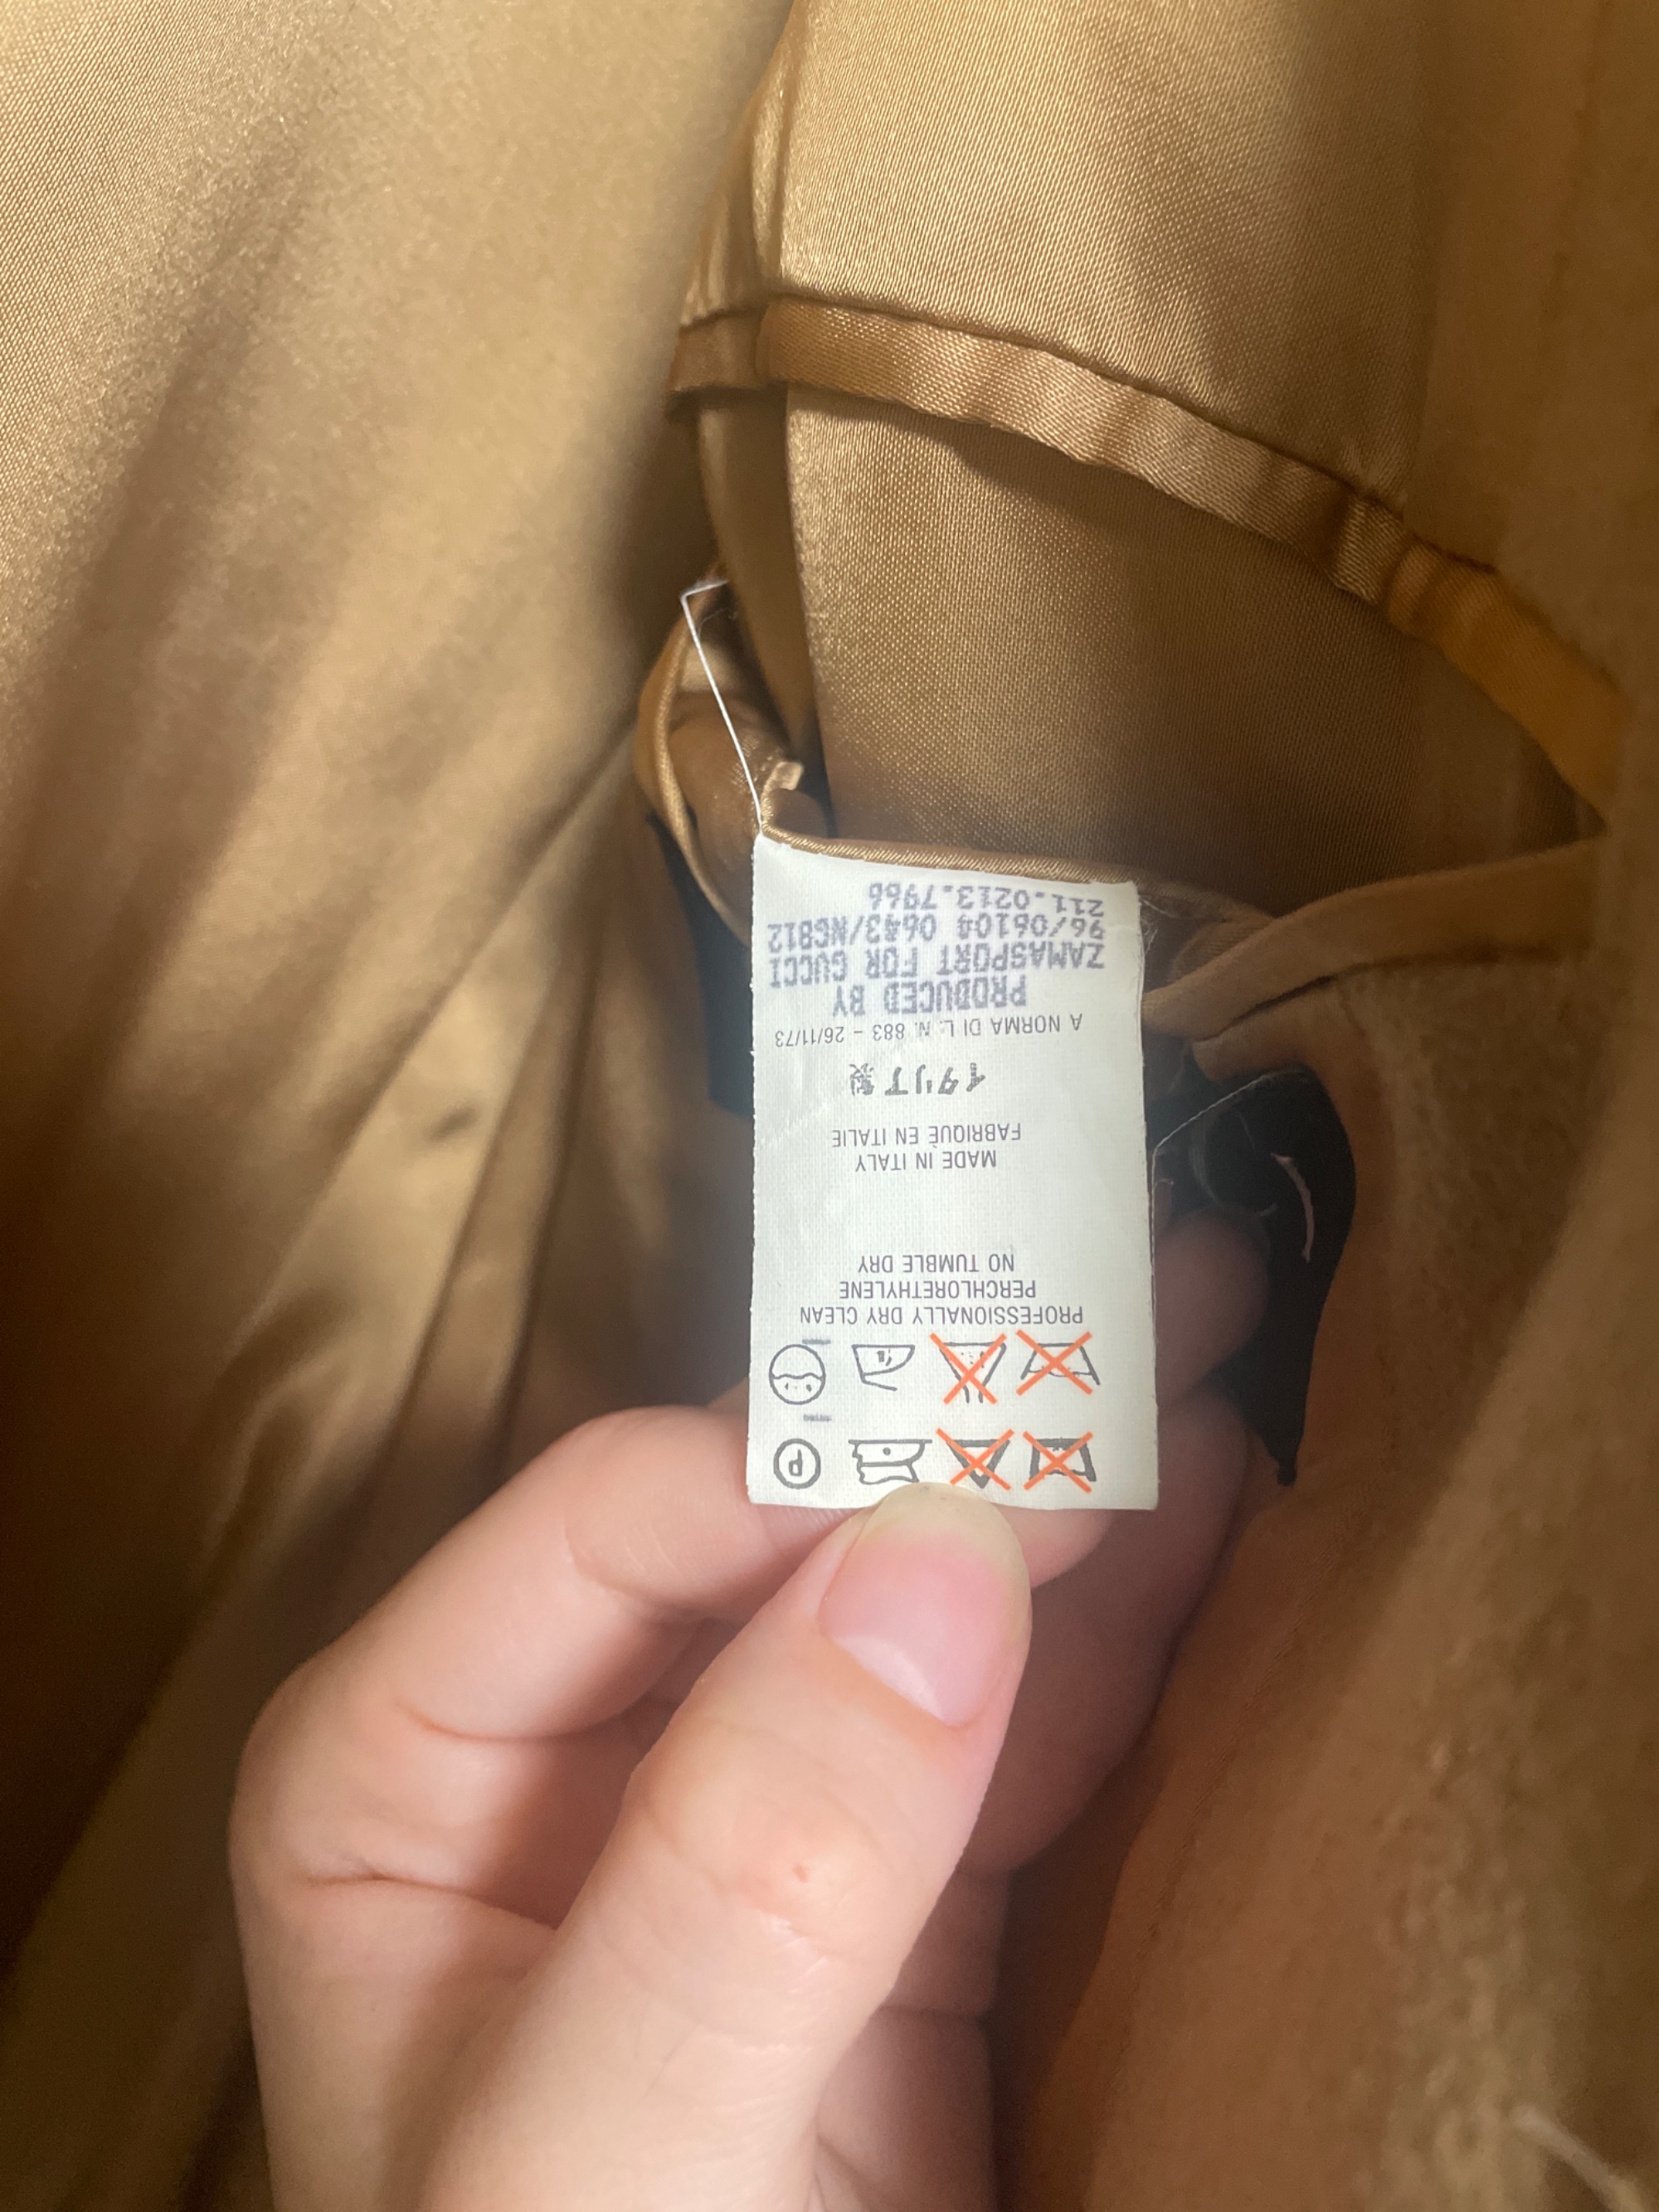 P
PROFESSIONALLY DRY CLEAN
PERCHLORETHYLENE
NO TUMBLE DRY
MADE IN ITALY
FABRIQUÉ EN ITALIE
イタリア製
A NORMA DI L. N. 883 - 26/11/73
PRODUCED BY
ZAMASPORT FOR GUCCI
96/06104 0643/NG812
211.0213.7966